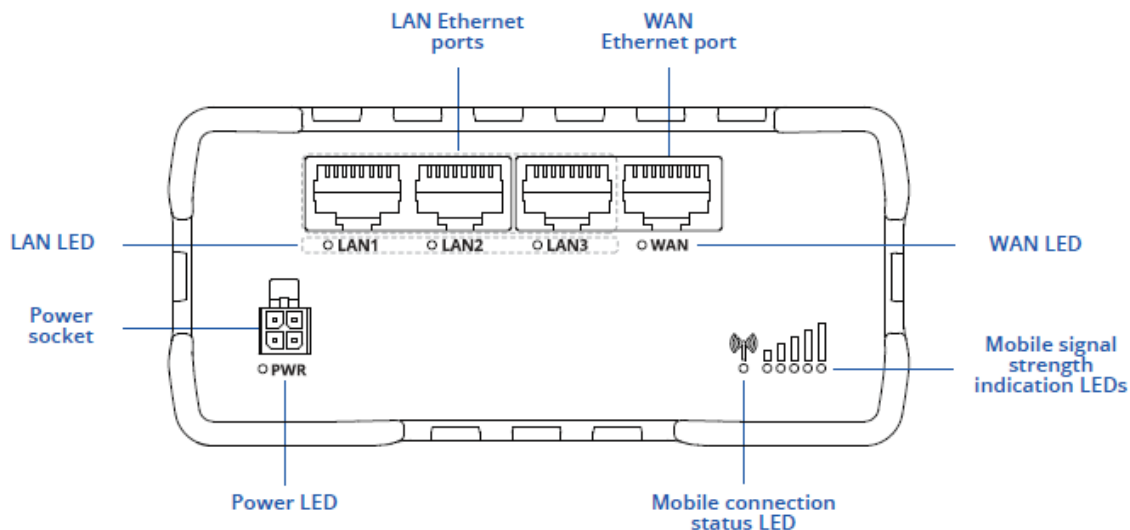 LAN Ethernet
ports
WAN
Ethernet port
LAN LED
LAN1
LAN2
LAN3
WAN
WAN LED
Power
socket
PWR
Mobile signal
strength
indication LEDs
Power LED
Mobile connection
status LED